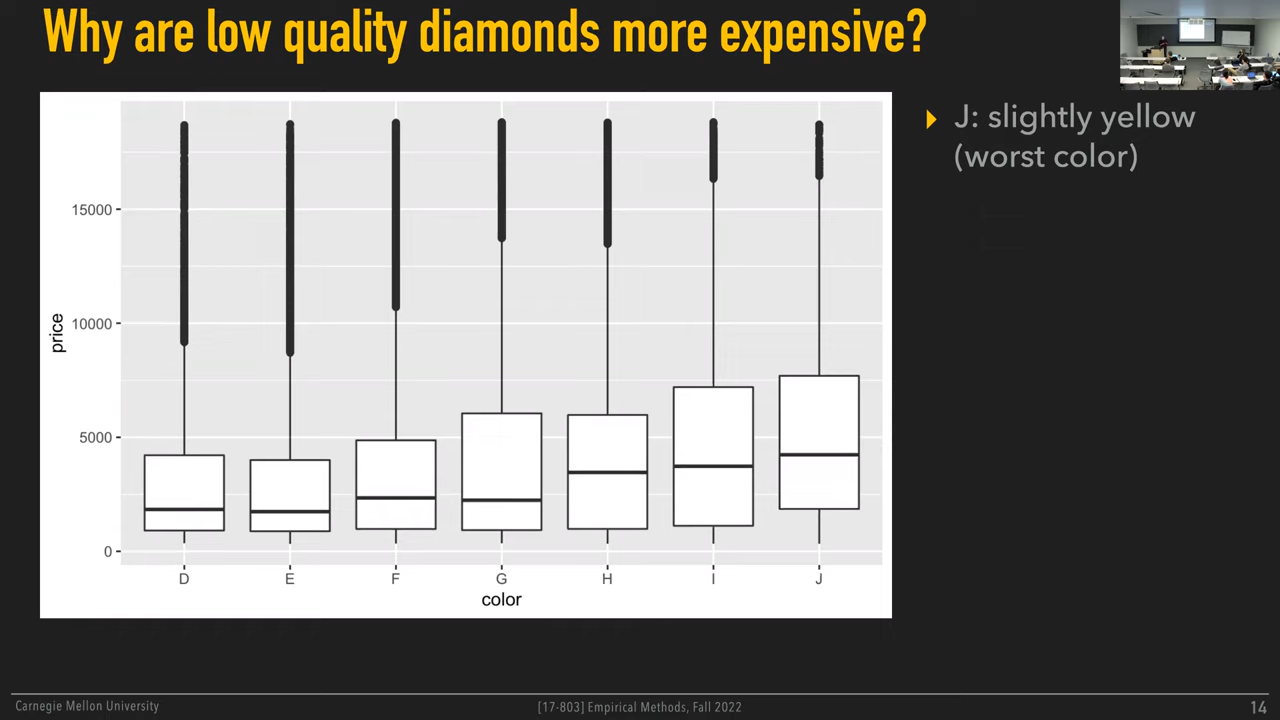 Why are low quality diamonds more expensive?
J: slightly yellow
(worst color)
15000
10000
5000
0
price
D E F G H I J
color
Carnegie Mellon University
[17-803] Empirical Methods, Fall 2022
14